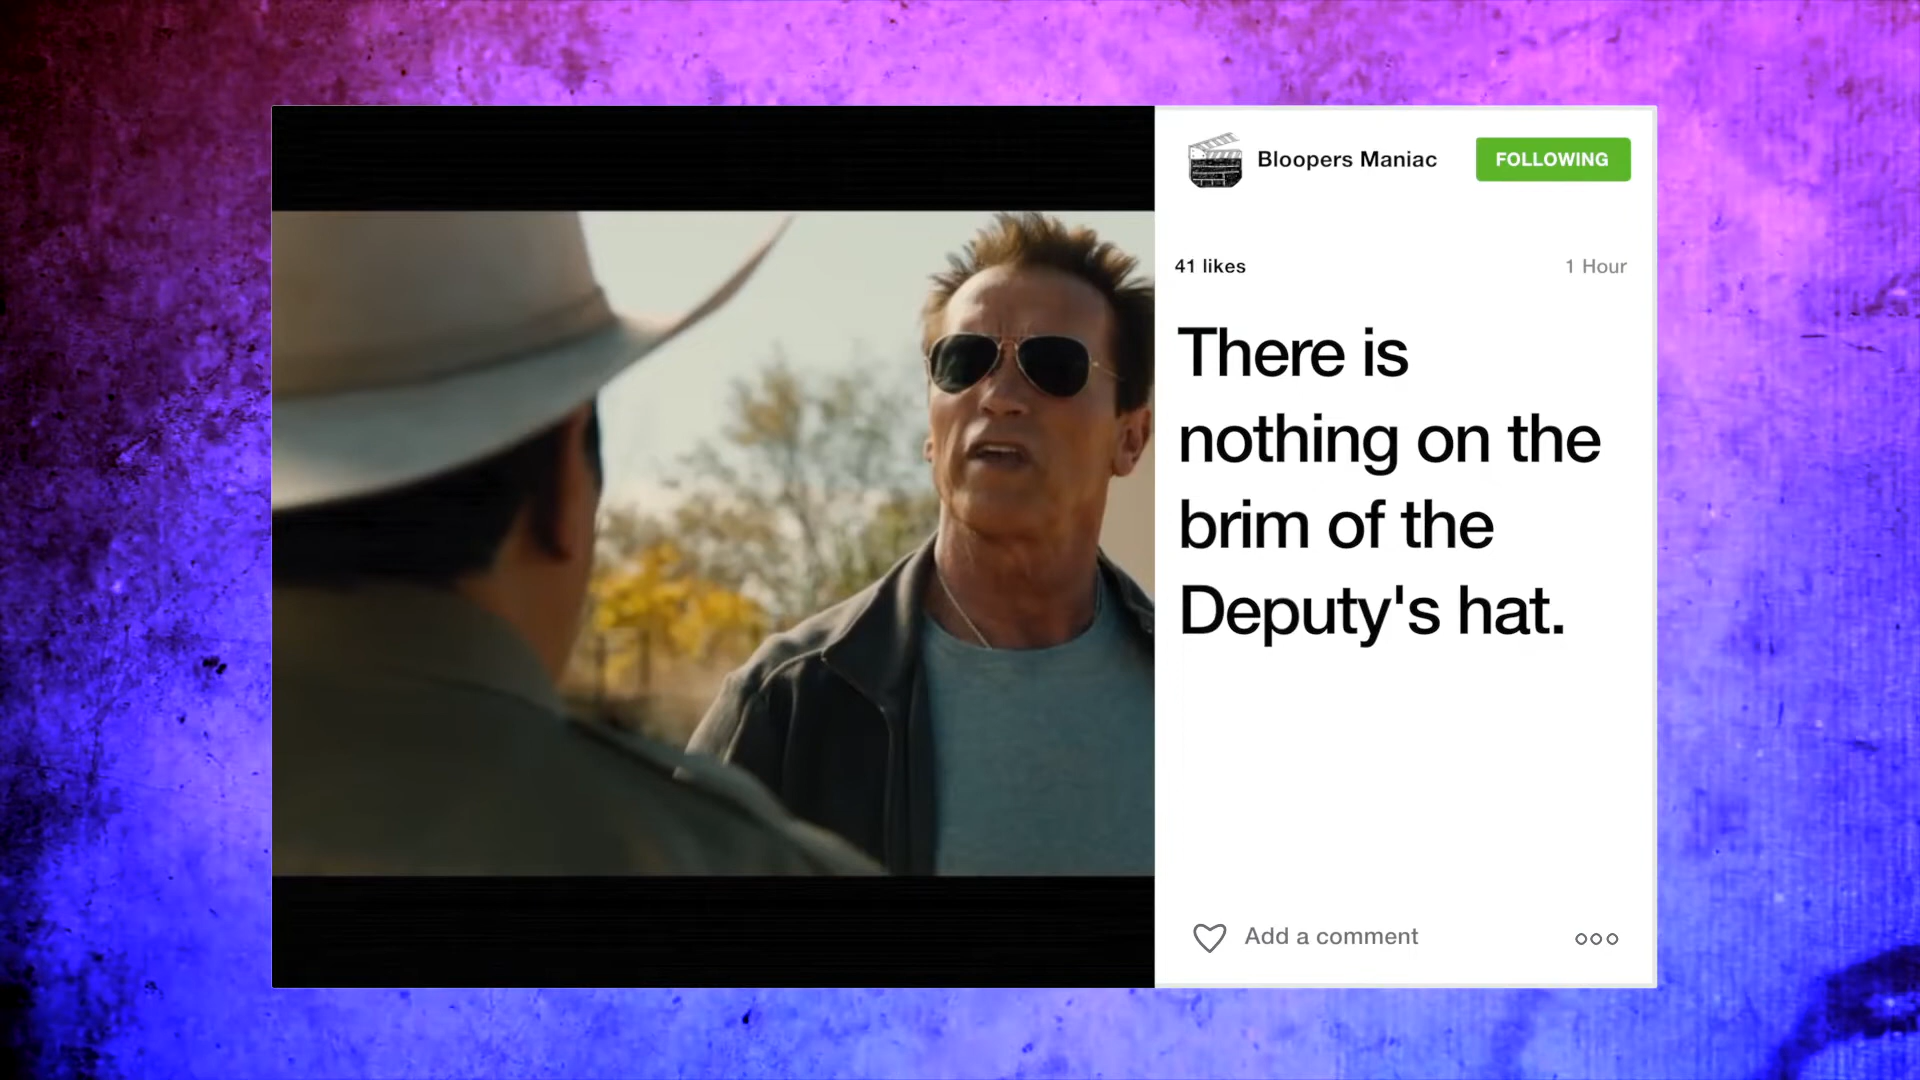 Bloopers Maniac
FOLLOWING
41 likes
1 Hour
There is
nothing on the
brim of the
Deputy's hat.
Add a comment